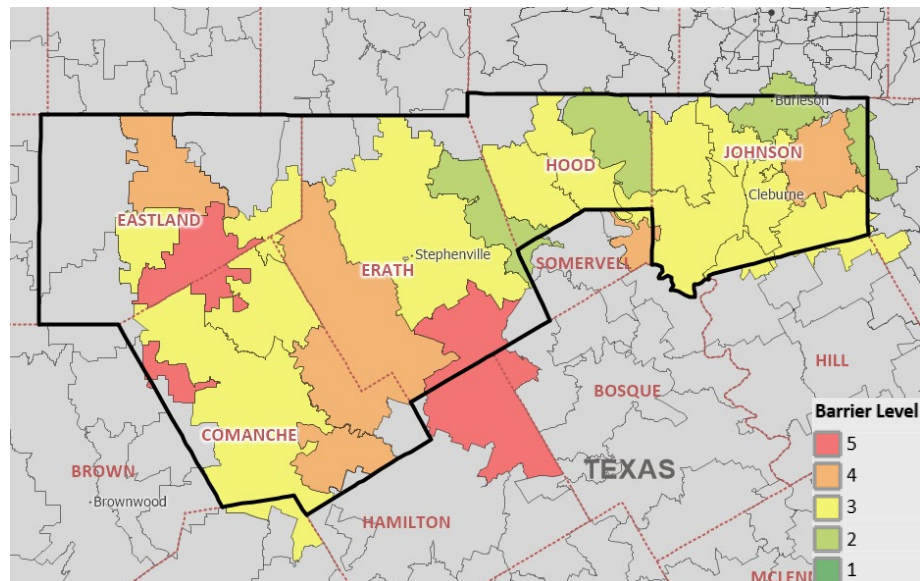 Burleson
JOHNSON
HOOD
Cleburne
EASTLAND
Stephenville
ERATH
SOMERVELL
HILL
BOSQUE
Barrier Level
5
COMANCHE
4
BROWN
TEXAS
Brownwood
3
HAMILTON
2
MCLEN
1